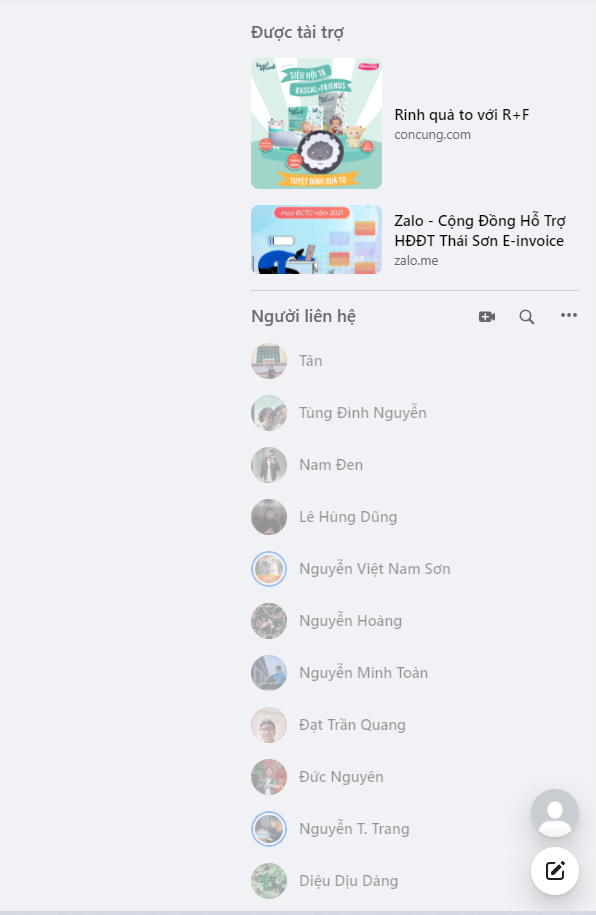 Được tài trợ
SIÊU HỘI TẢ
RASCAL+FRIENDS
TUYỆT ĐỈNH QUÀ TO
Rinh quà to với R+F
concung.com
mùa BCTC năm 2021
Zalo - Cộng Đồng Hỗ Trợ
HĐĐT Thái Sơn E-invoice
zalo.me
Người liên hệ
Tân
Tùng Đình Nguyễn
Nam Đen
Lê Hùng Dũng
Nguyễn Việt Nam Sơn
Nguyễn Hoàng
Nguyễn Minh Toàn
Đạt Trần Quang
Đức Nguyên
Nguyễn T. Trang
Diệu Dịu Dàng